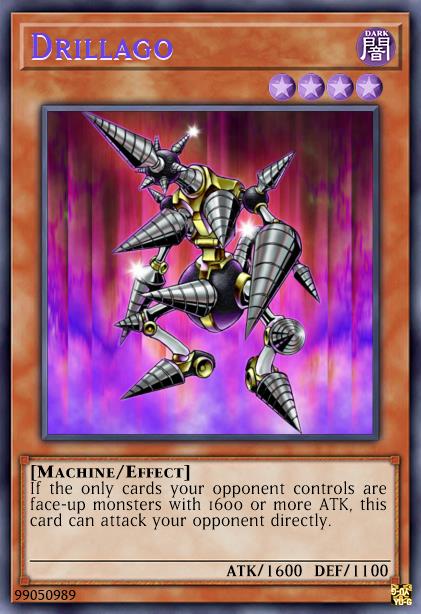 Drillago
DARK
闇
[Machine/Effect]
If the only cards your opponent controls are
face-up monsters with 1600 or more ATK, this
card can attack your opponent directly.
ATK/1600 DEF/1100
99050989